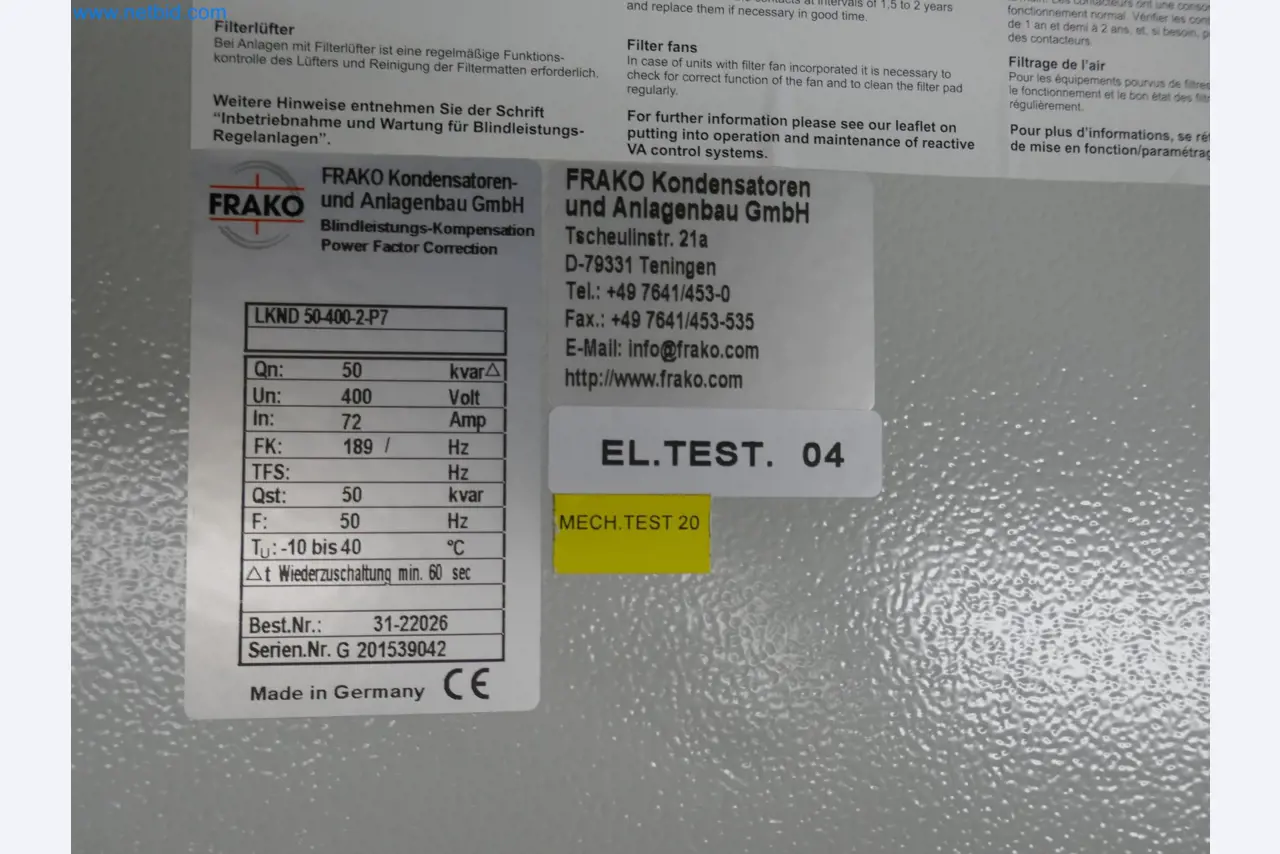 www.netbid.com
Filterlüfter
Bei Anlagen mit Filterlüfter ist eine regelmäßige Funktions-
kontrolle des Lüfters und Reinigung der Filtermatten erforderlich.
Weitere Hinweise entnehmen Sie der Schrift
“Inbetriebnahme und Wartung für Blindleistungs-
Regelanlagen”.
at intervals of 1,5 to 2 years
and replace them if necessary in good time.
Filter fans
In case of units with filter fan incorporated it is necessary to
check for correct function of the fan and to clean the filter pad
regularly.
For further information please see our leaflet on
putting into operation and maintenance of reactive
VA control systems.
fonctionnement normal. Vérifier les
de 1 an et demi à 2 ans, et, si besoin,
des contacteurs.
Filtrage de l'air
Pour les équipements pourvus de filtres
le fonctionnement et le bon état des
régulièrement.
Pour plus d'informations, se
de mise en fonction/paramétrag
FRAKO
FRAKO Kondensatoren-
und Anlagenbau GmbH
Blindleistungs-Kompensation
Power Factor Correction
LKND 50-400-2-P7
Qn: 50 kvar△
Un: 400 Volt
In: 72 Amp
FK: 189 / Hz
TFS: Hz
Qst: 50 kvar
F: 50 Hz
TU: -10 bis 40 °C
△t Wiederzuschaltung min. 60 sec
Best.Nr.: 31-22026
Serien.Nr. G 201539042
Made in Germany CE
FRAKO Kondensatoren
und Anlagenbau GmbH
Tscheulinstr. 21a
D-79331 Teningen
Tel.: +49 7641/453-0
Fax.: +49 7641/453-535
E-Mail: info@frako.com
http://www.frako.com
EL.TEST. 04
MECH.TEST 20